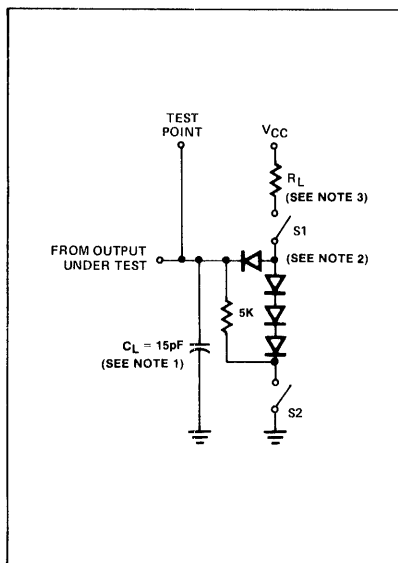 TEST
POINT
VCC
RL
(SEE NOTE 3)
S1
FROM OUTPUT
UNDER TEST
(SEE NOTE 2)
5K
CL = 15pF
(SEE NOTE 1)
S2